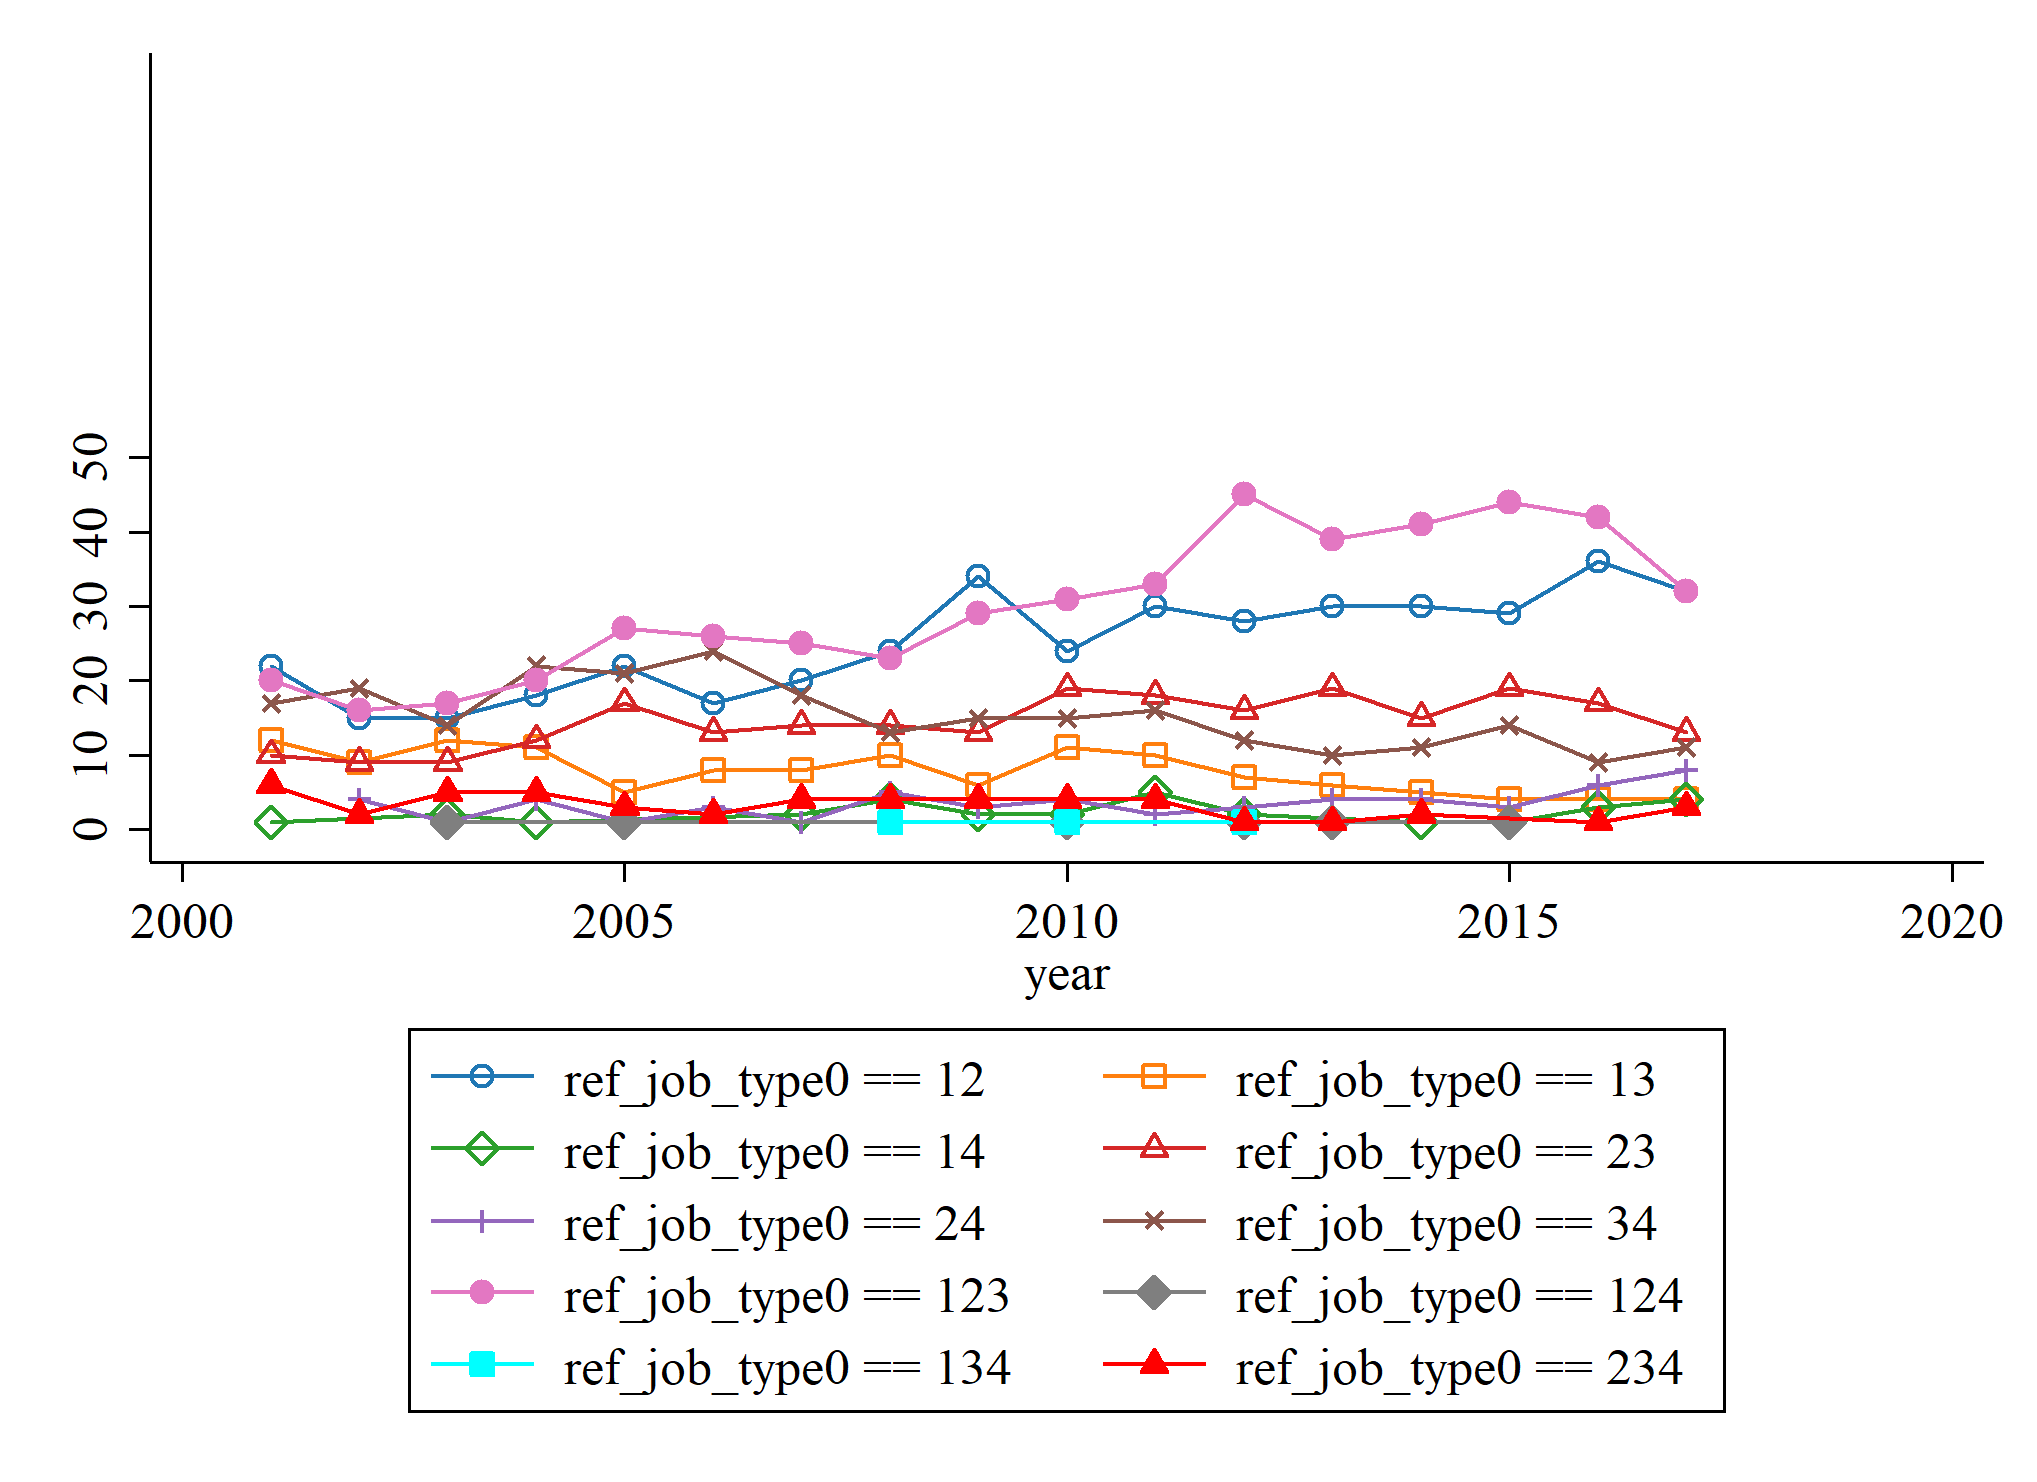 50
40
30
20
10
0
2000 2005 2010 2015 2020
year
ref_job_type0 == 12 ref_job_type0 == 13
ref_job_type0 == 14 ref_job_type0 == 23
ref_job_type0 == 24 ref_job_type0 == 34
ref_job_type0 == 123 ref_job_type0 == 124
ref_job_type0 == 134 ref_job_type0 == 234